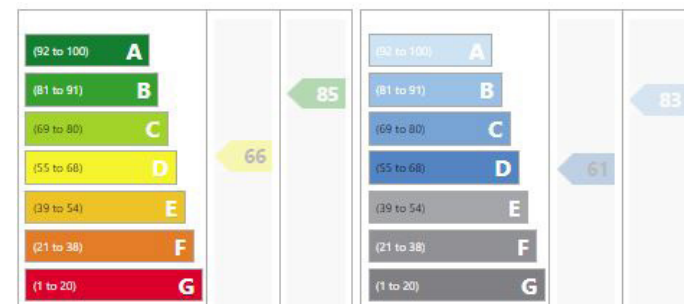 (92 to 100) A
(81 to 91) B
85
(69 to 80) C
(55 to 68) D
66
(39 to 54) E
(21 to 38) F
(1 to 20) G
(92 to 100) A
(81 to 91) B
83
(69 to 80) C
(55 to 68) D
61
(39 to 54) E
(21 to 38) F
(1 to 20) G